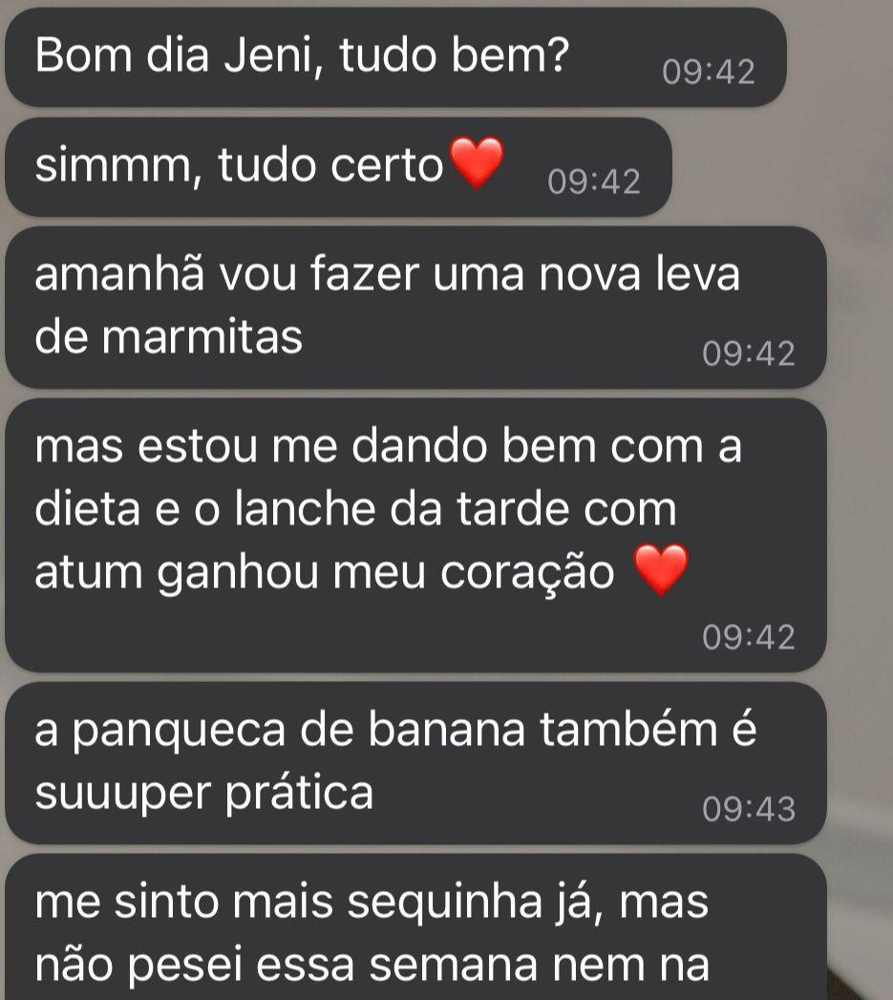 Bom dia Jeni, tudo bem?
09:42
simmm, tudo certo❤️
09:42
amanhã vou fazer uma nova leva
de marmitas
09:42
mas estou me dando bem com a
dieta e o lanche da tarde com
atum ganhou meu coração ❤️
09:42
a panqueca de banana também é
suuuper prática
09:43
me sinto mais sequinha já, mas
não pesei essa semana nem na